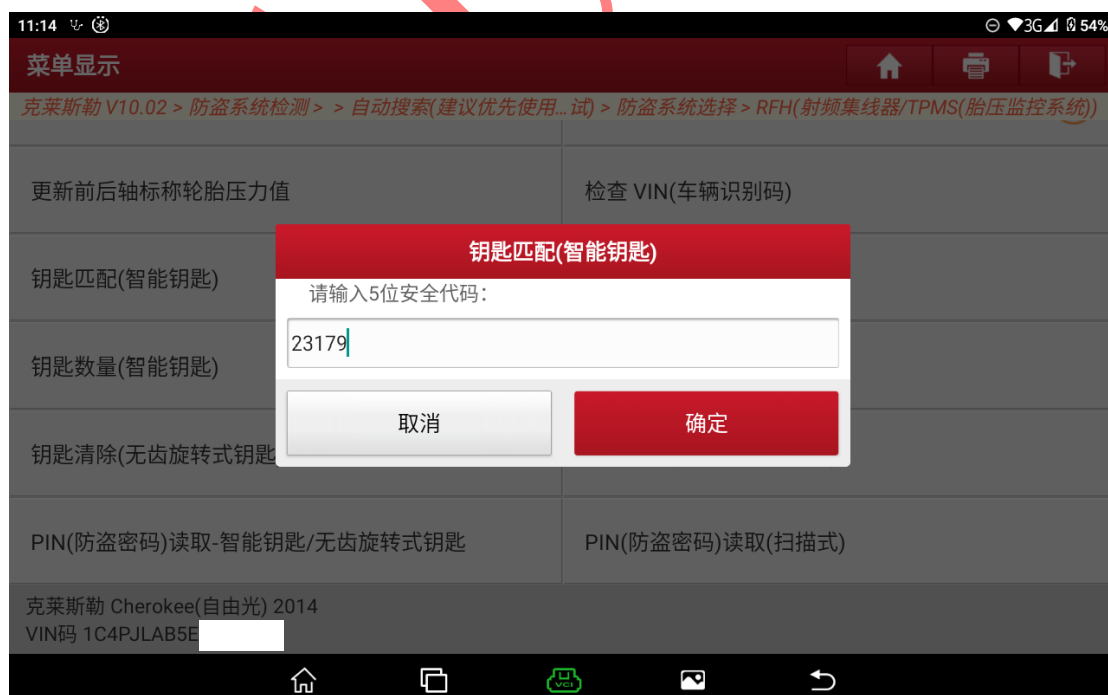 11:14
3G
54%
菜单显示
克莱斯勒 V10.02 > 防盗系统检测 > > 自动搜索(建议优先使用...试) > 防盗系统选择 > RFH(射频集线器/TPMS(胎压监控系统))
更新前后轴标称轮胎压力值
检查 VIN(车辆识别码)
钥匙匹配(智能钥匙)
钥匙匹配(智能钥匙)
请输入5位安全代码：
23179
钥匙数量(智能钥匙)
取消
确定
钥匙清除(无齿旋转式钥匙
PIN(防盗密码)读取-智能钥匙/无齿旋转式钥匙
PIN(防盗密码)读取(扫描式)
克莱斯勒 Cherokee(自由光) 2014
VIN码 1C4PJLAB5E
VCI